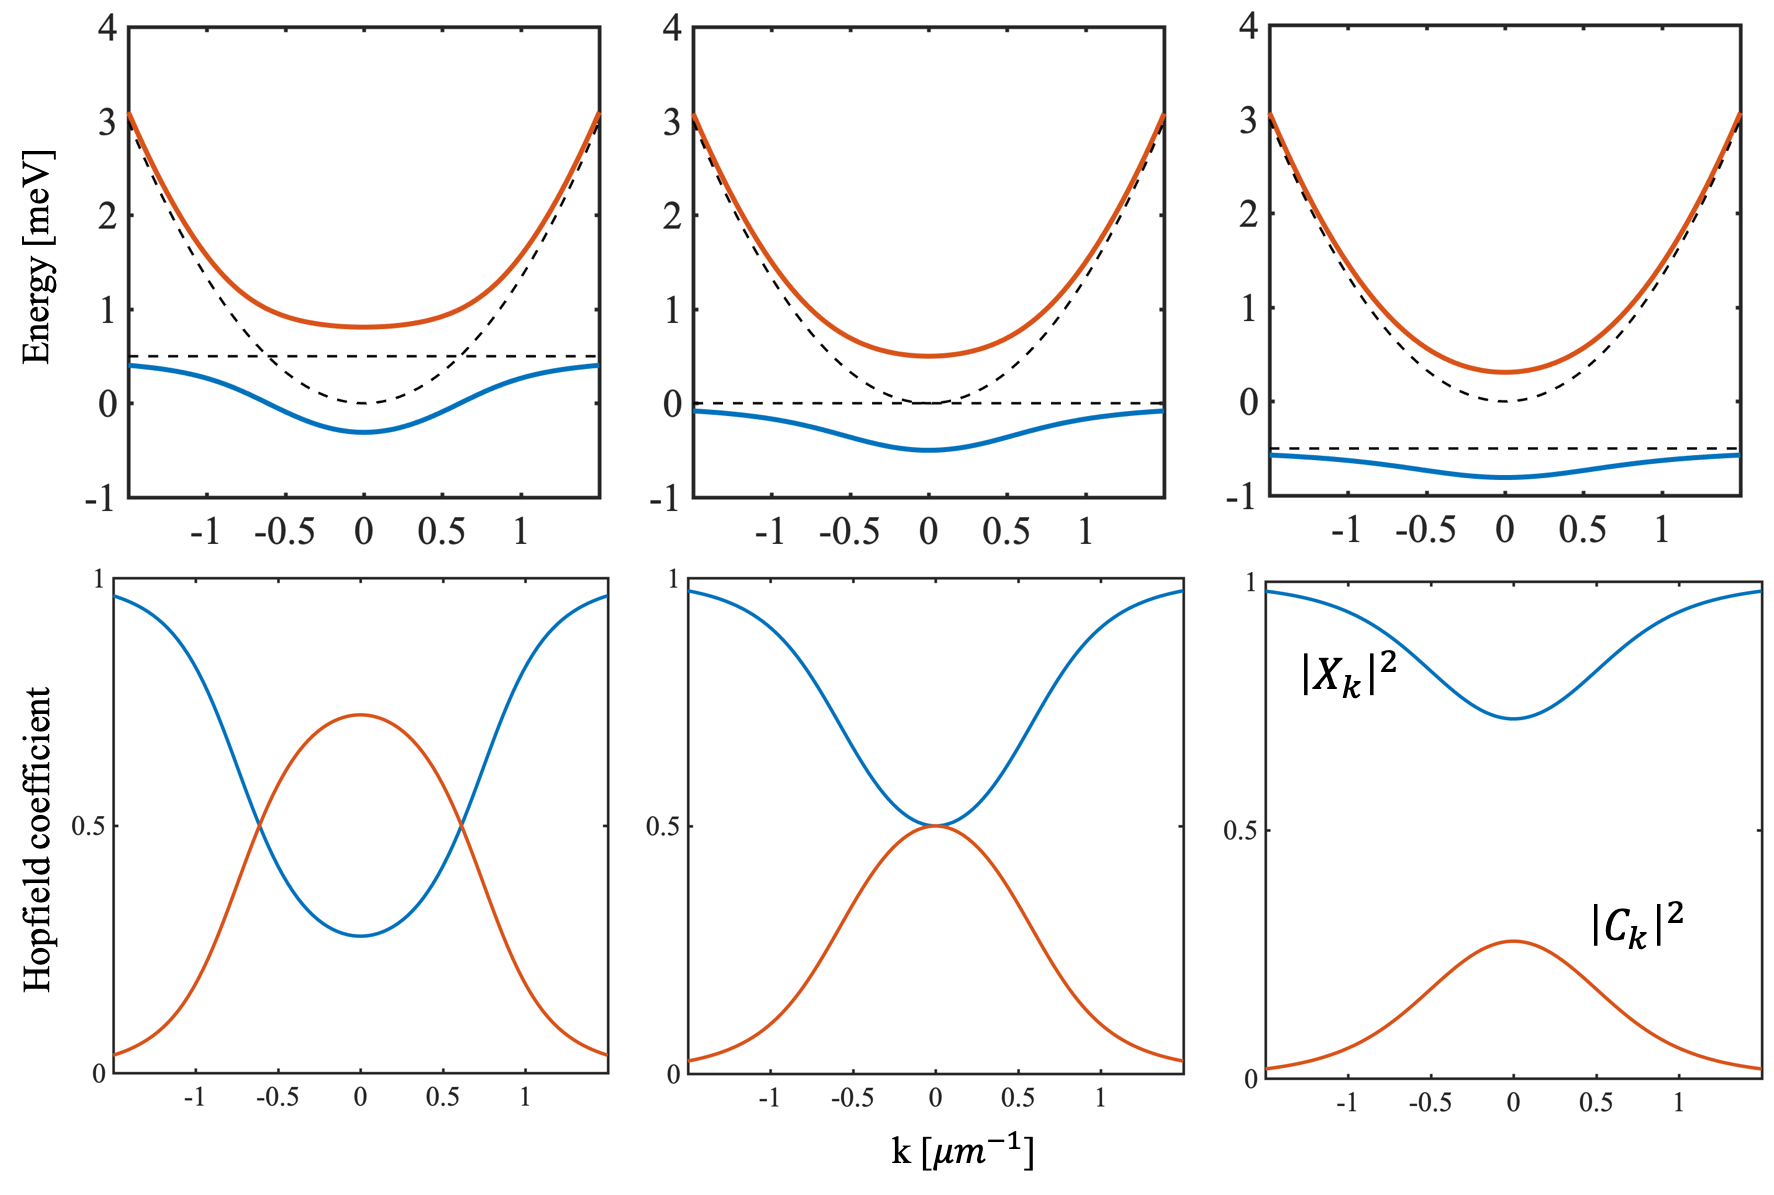 4 4 4
3 3 3
2 2 2
1 1 1
0 0 0
-1 -1 -1
Energy [meV]
-1 -0.5 0 0.5 1 -1 -0.5 0 0.5 1 -1 -0.5 0 0.5 1
1 1 1
0.5 0.5 0.5
0 0 0
Hopfield coefficient
|X_k|^2
|C_k|^2
-1 -0.5 0 0.5 1 -1 -0.5 0 0.5 1 -1 -0.5 0 0.5 1
k [μm⁻¹]